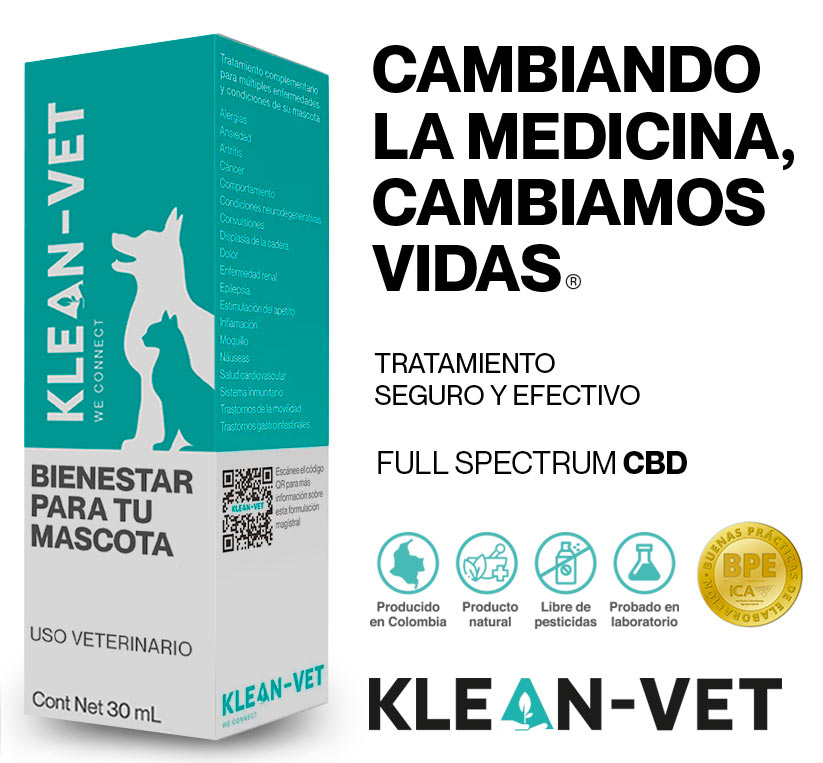 KLEAN-VET
WE CONNECT
BIENESTAR
PARA TU
MASCOTA
USO VETERINARIO
Cont Net 30 mL
Tratamiento complementario
para múltiples enfermedades
y condiciones de su mascota
Alergias
Ansiedad
Artritis
Cáncer
Comportamiento
Condiciones neurodegenerativas
Convulsiones
Displasia de la cadera
Dolor
Enfermedad renal
Epilepsia
Estimulación del apetito
Inflamación
Moquillo
Náuseas
Salud cardiovascular
Sistema inmunitario
Trastornos de la movilidad
Trastornos gastrointestinales
KLEAN-VET
Escanee el código
QR para más
información sobre
esta formulación
magistral
KLEAN-VET
WE CONNECT
CAMBIANDO
LA MEDICINA,
CAMBIAMOS
VIDAS®
TRATAMIENTO
SEGURO Y EFECTIVO
FULL SPECTRUM CBD
Producido
en Colombia
Producto
natural
Libre de
pesticidas
Probado en
laboratorio
BUENAS PRÁCTICAS DE ELABORACIÓN
BPE
ICA
KLEAN-VET